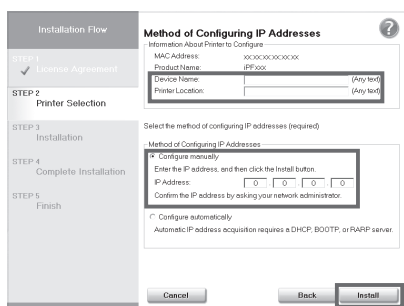 Installation Flow
STEP 1
License Agreement
STEP 2
Printer Selection
STEP 3
Installation
STEP 4
Complete Installation
STEP 5
Finish
Method of Configuring IP Addresses
?
Information About Printer to Configure
MAC Address: xx:xx:xx:xx:xx:xx
Product Name: iPFxxx
Device Name: (Any text)
Printer Location: (Any text)
Select the method of configuring IP addresses (required)
Method of Configuring IP Addresses
Configure manually
Enter the IP address, and then click the Install button.
IP Address: 0 . 0 . 0 . 0
Confirm the IP address by asking your network administrator.
Configure automatically
Automatic IP address acquisition requires a DHCP, BOOTP, or RARP server.
Cancel Back Install